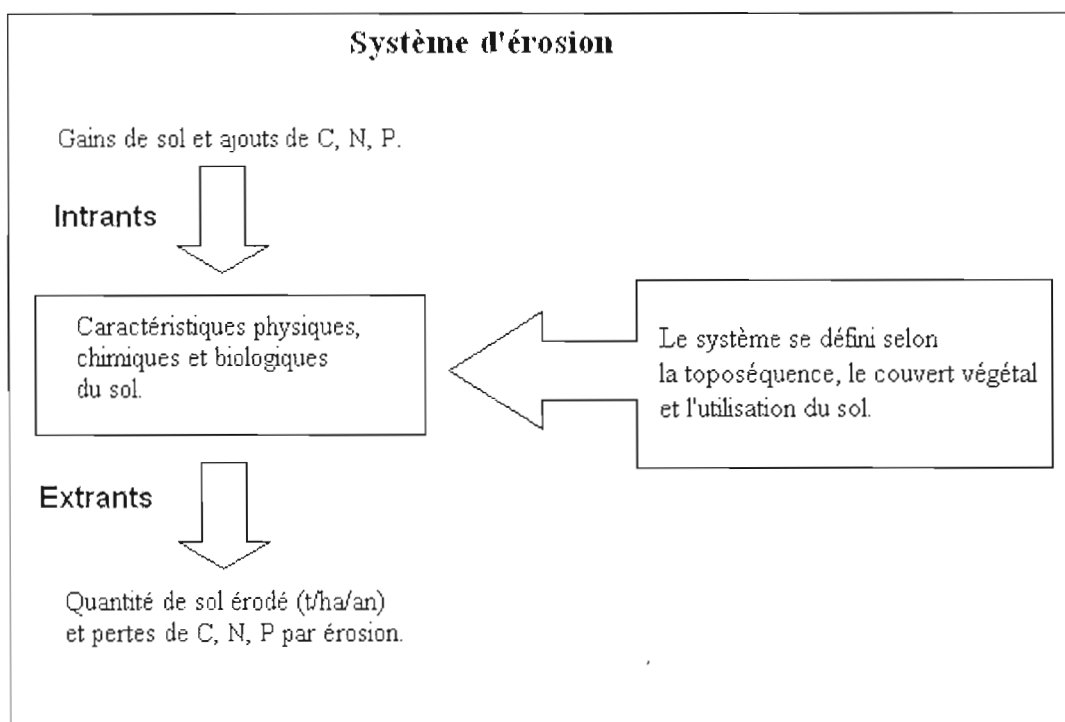 Système d'érosion
Gains de sol et ajouts de C, N, P.
Intrants
Caractéristiques physiques,
chimiques et biologiques
du sol.
Le système se défini selon
la toposéquence, le couvert végétal
et l'utilisation du sol.
Extrants
Quantité de sol érodé (t/ha/an)
et pertes de C, N, P par érosion.